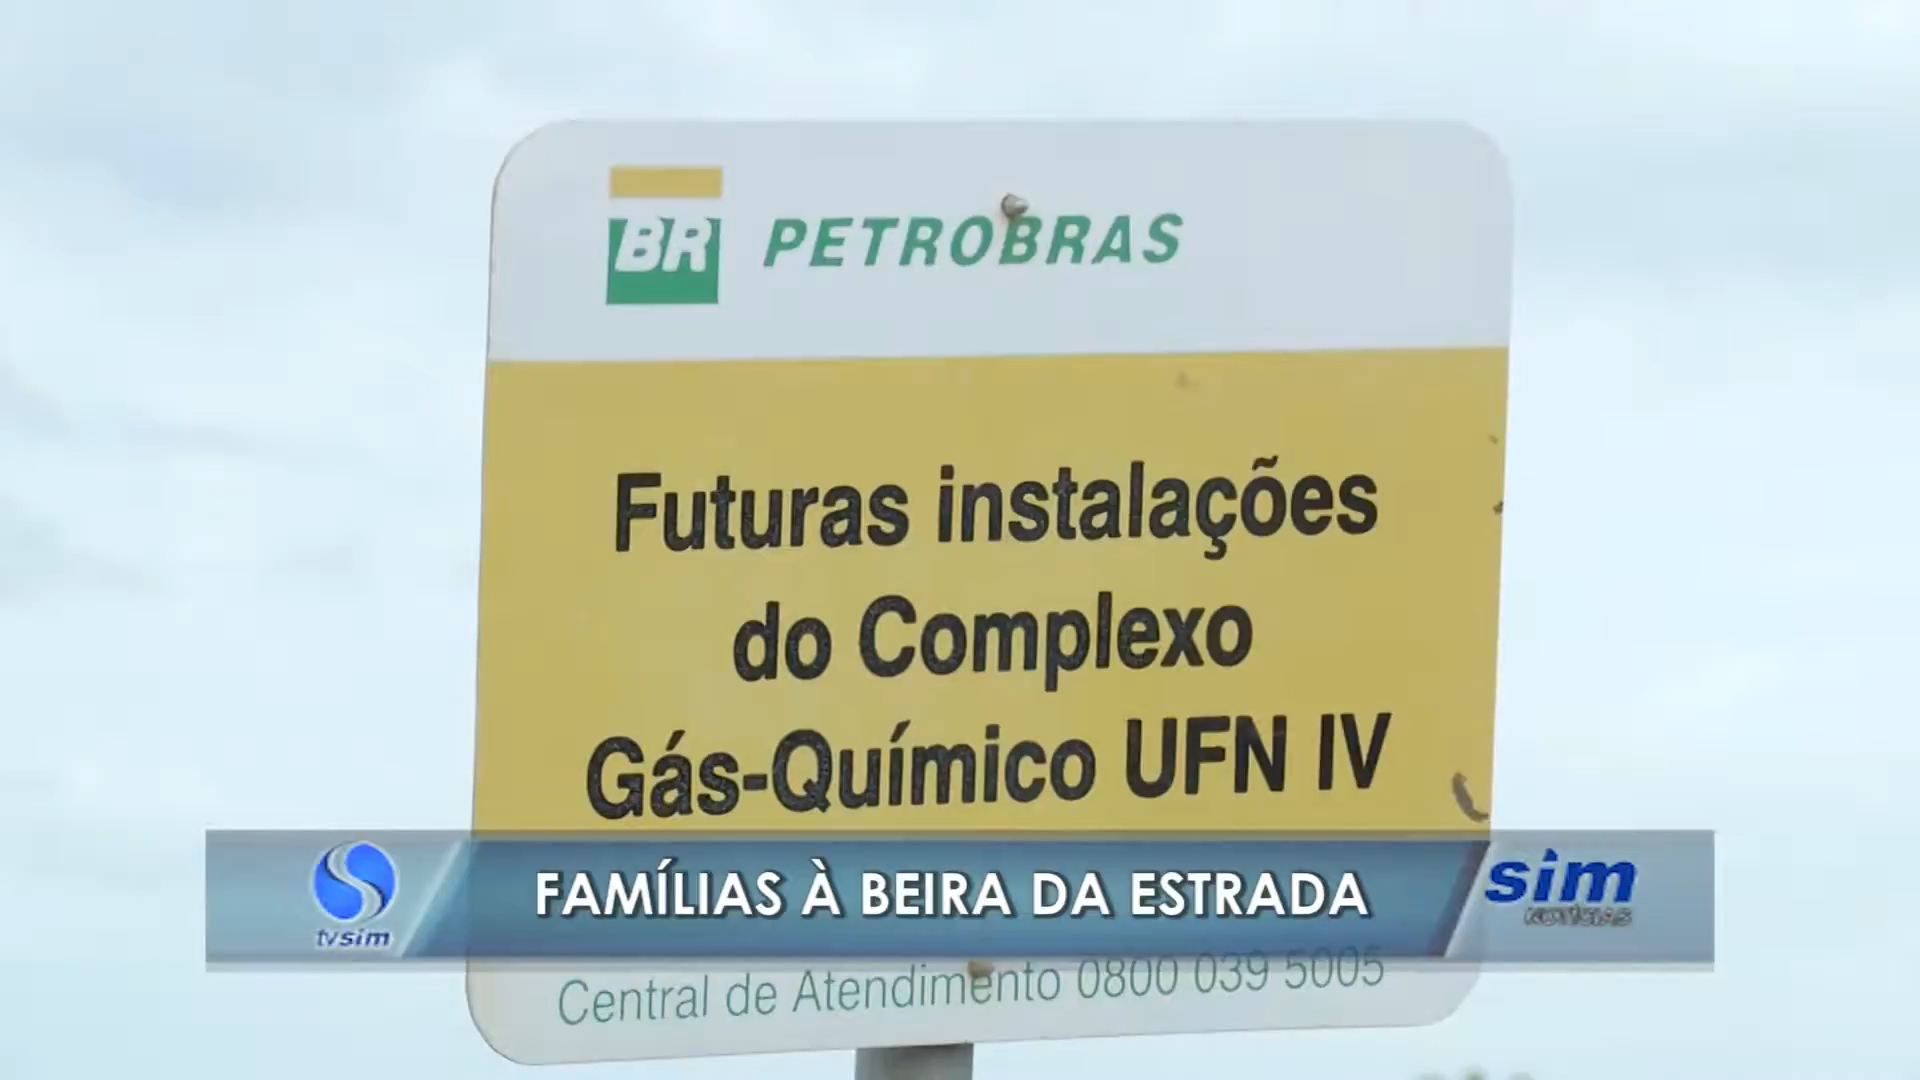 BR PETROBRAS
Futuras instalações
do Complexo
Gás-Químico UFN IV
tvsim
FAMÍLIAS À BEIRA DA ESTRADA
sim
NOTÍCIAS
Central de Atendimento 0800 039 5005